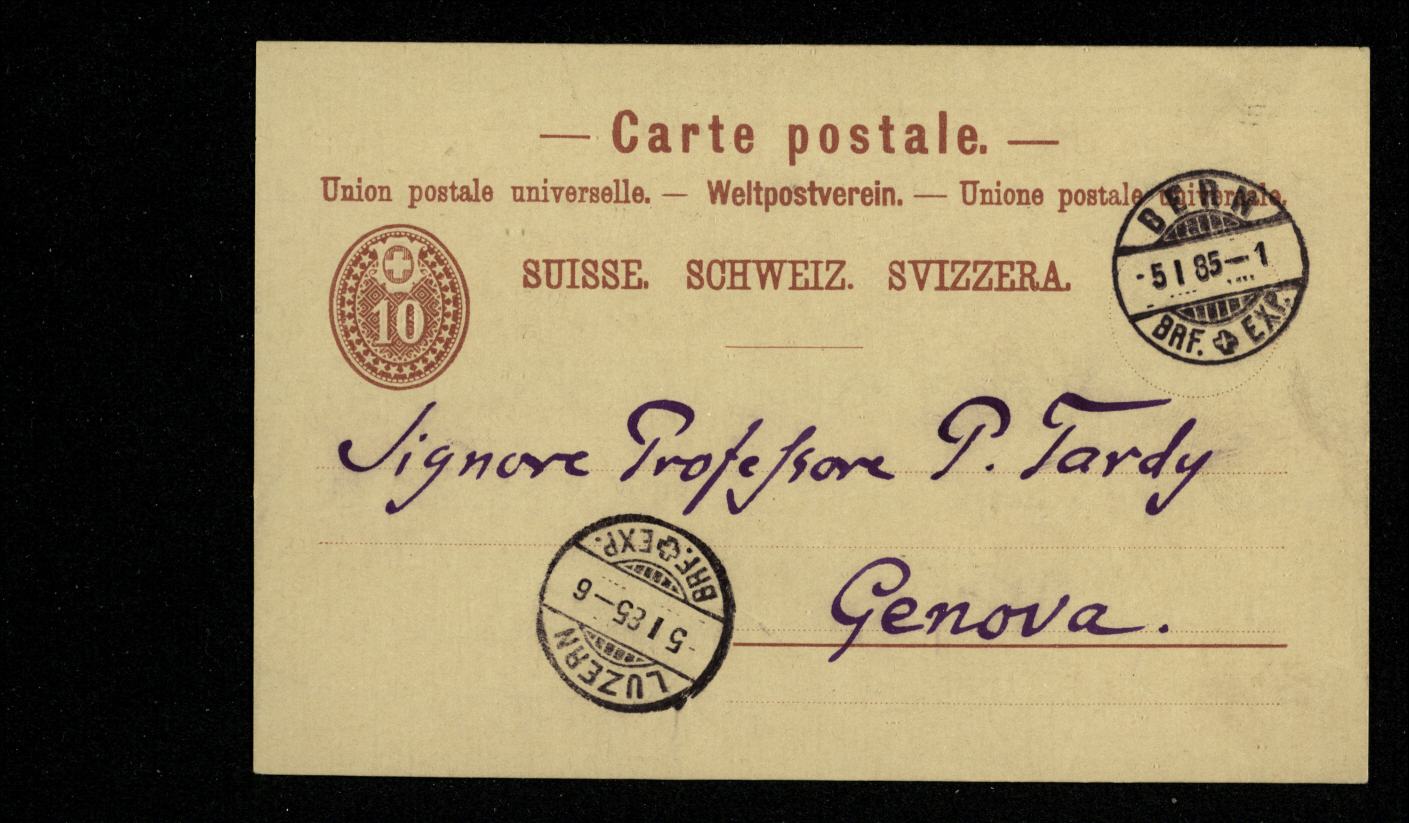 — Carte postale. —
Union postale universelle. — Weltpostverein. — Unione postale universale.
SUISSE. SCHWEIZ. SVIZZERA.
10
BERN
-5 I 85—1
BRF. EXP.
Signore Professore P. Tardy
Genova.
LUZERN
-5 I 85—6
BRF. EXP.